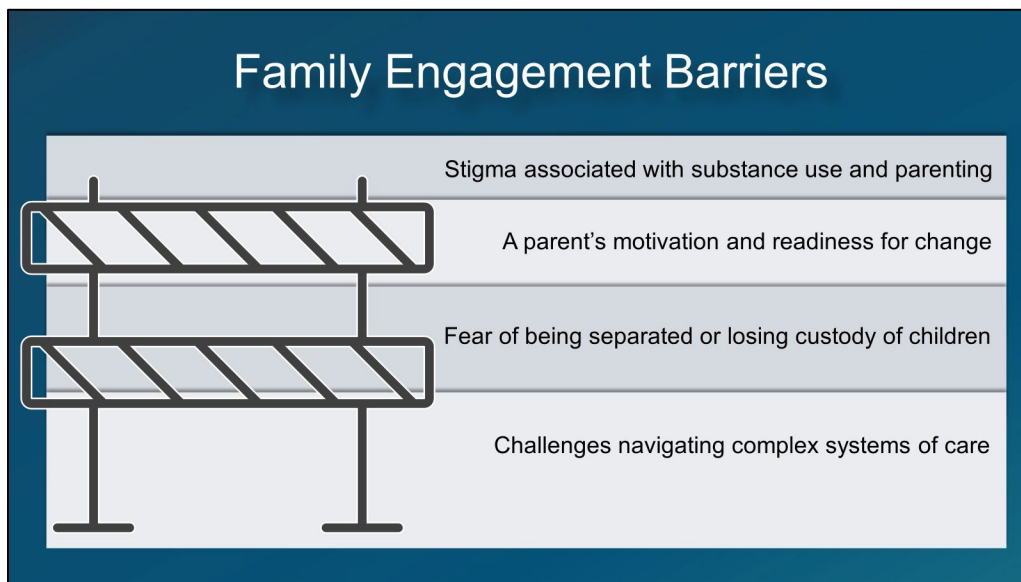 Family Engagement Barriers
Stigma associated with substance use and parenting
A parent’s motivation and readiness for change
Fear of being separated or losing custody of children
Challenges navigating complex systems of care